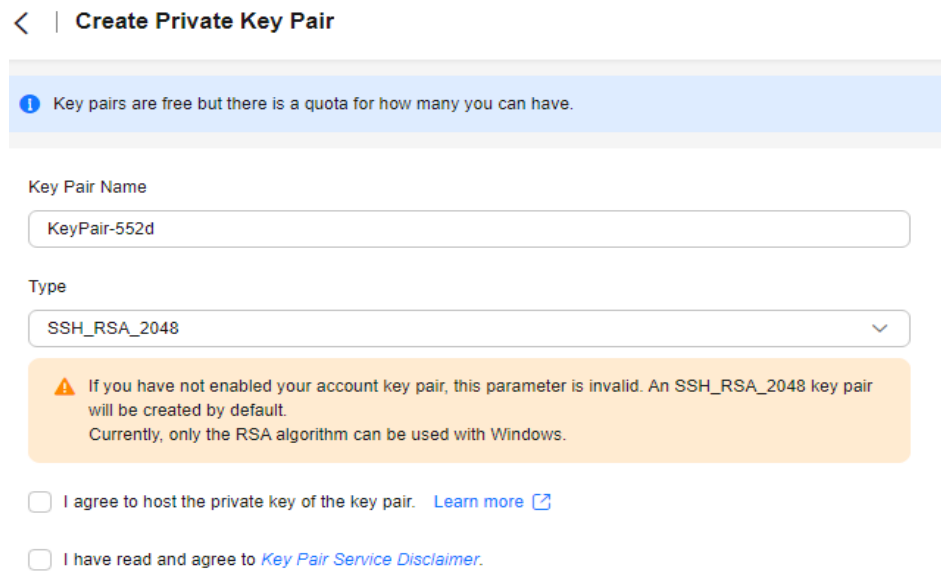 Create Private Key Pair
Key pairs are free but there is a quota for how many you can have.
Key Pair Name
KeyPair-552d
Type
SSH_RSA_2048
If you have not enabled your account key pair, this parameter is invalid. An SSH_RSA_2048 key pair
will be created by default.
Currently, only the RSA algorithm can be used with Windows.
I agree to host the private key of the key pair. Learn more
I have read and agree to Key Pair Service Disclaimer.